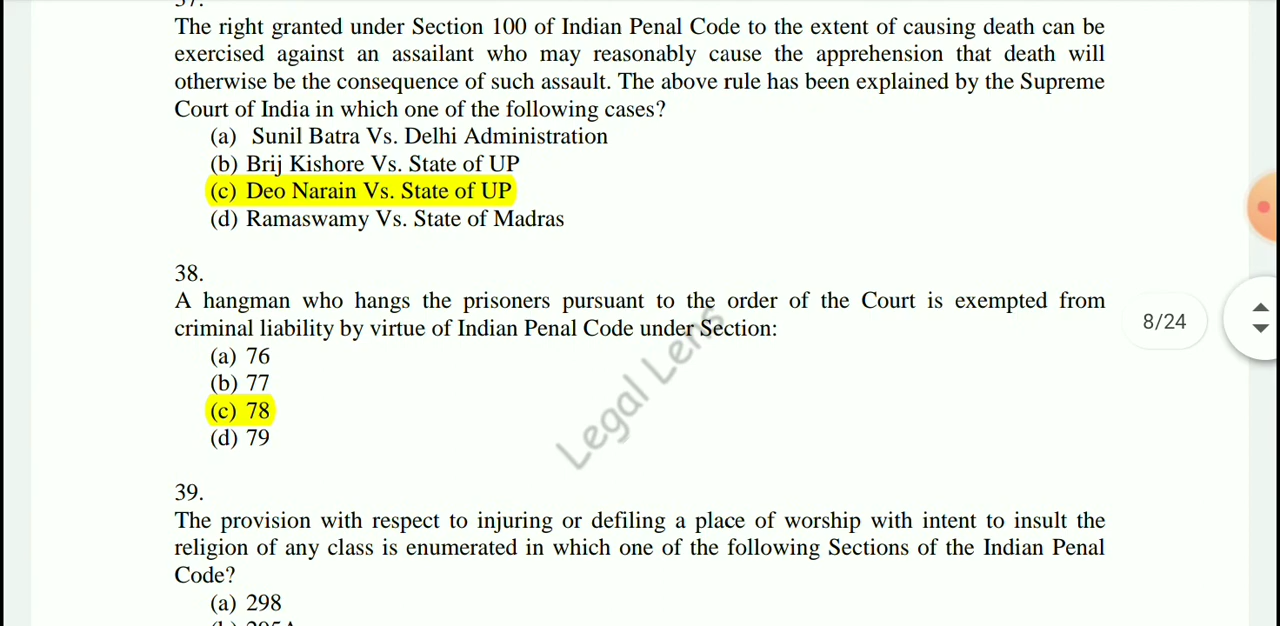 37.
The right granted under Section 100 of Indian Penal Code to the extent of causing death can be
exercised against an assailant who may reasonably cause the apprehension that death will
otherwise be the consequence of such assault. The above rule has been explained by the Supreme
Court of India in which one of the following cases?
(a) Sunil Batra Vs. Delhi Administration
(b) Brij Kishore Vs. State of UP
(c) Deo Narain Vs. State of UP
(d) Ramaswamy Vs. State of Madras
38.
A hangman who hangs the prisoners pursuant to the order of the Court is exempted from
criminal liability by virtue of Indian Penal Code under Section:
(a) 76
(b) 77
(c) 78
(d) 79
8/24
Legal Lens
39.
The provision with respect to injuring or defiling a place of worship with intent to insult the
religion of any class is enumerated in which one of the following Sections of the Indian Penal
Code?
(a) 298